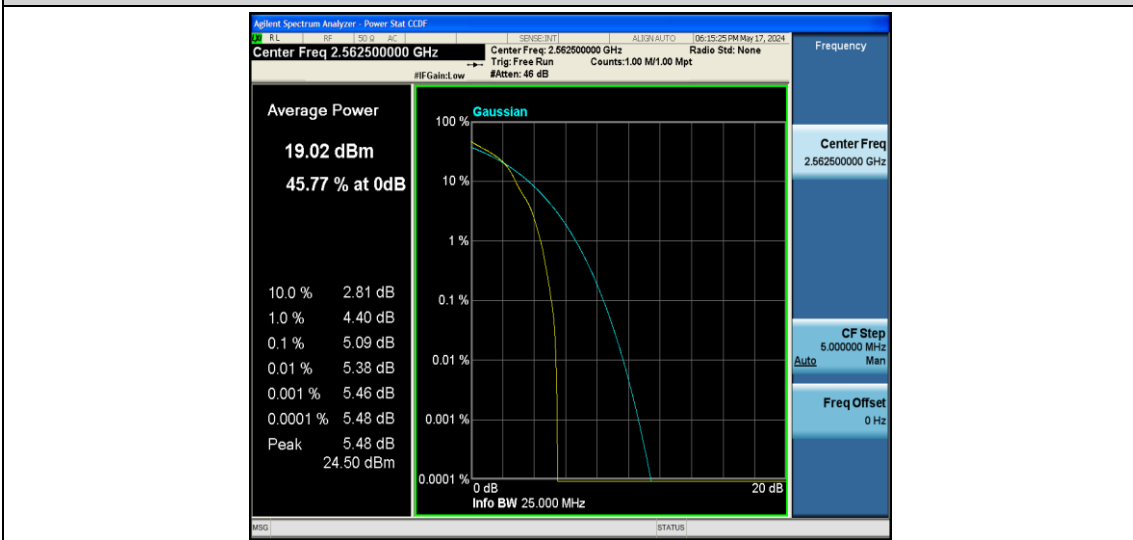 Agilent Spectrum Analyzer - Power Stat CCDF
RL RF 50 Ω AC SENSE:INT ALIGN AUTO 06:15:25 PM May 17, 2024
Center Freq 2.562500000 GHz
Center Freq: 2.562500000 GHz Radio Std: None
Trig: Free Run Counts:1.00 M/1.00 Mpt
#IFGain:Low #Atten: 46 dB
Frequency
Average Power
19.02 dBm
45.77 % at 0dB
10.0 % 2.81 dB
1.0 % 4.40 dB
0.1 % 5.09 dB
0.01 % 5.38 dB
0.001 % 5.46 dB
0.0001 % 5.48 dB
Peak 5.48 dB
24.50 dBm
Gaussian
100 %
10 %
1 %
0.1 %
0.01 %
0.001 %
0.0001 %
0 dB 20 dB
Info BW 25.000 MHz
Center Freq
2.562500000 GHz
CF Step
5.000000 MHz
Auto Man
Freq Offset
0 Hz
MSG STATUS